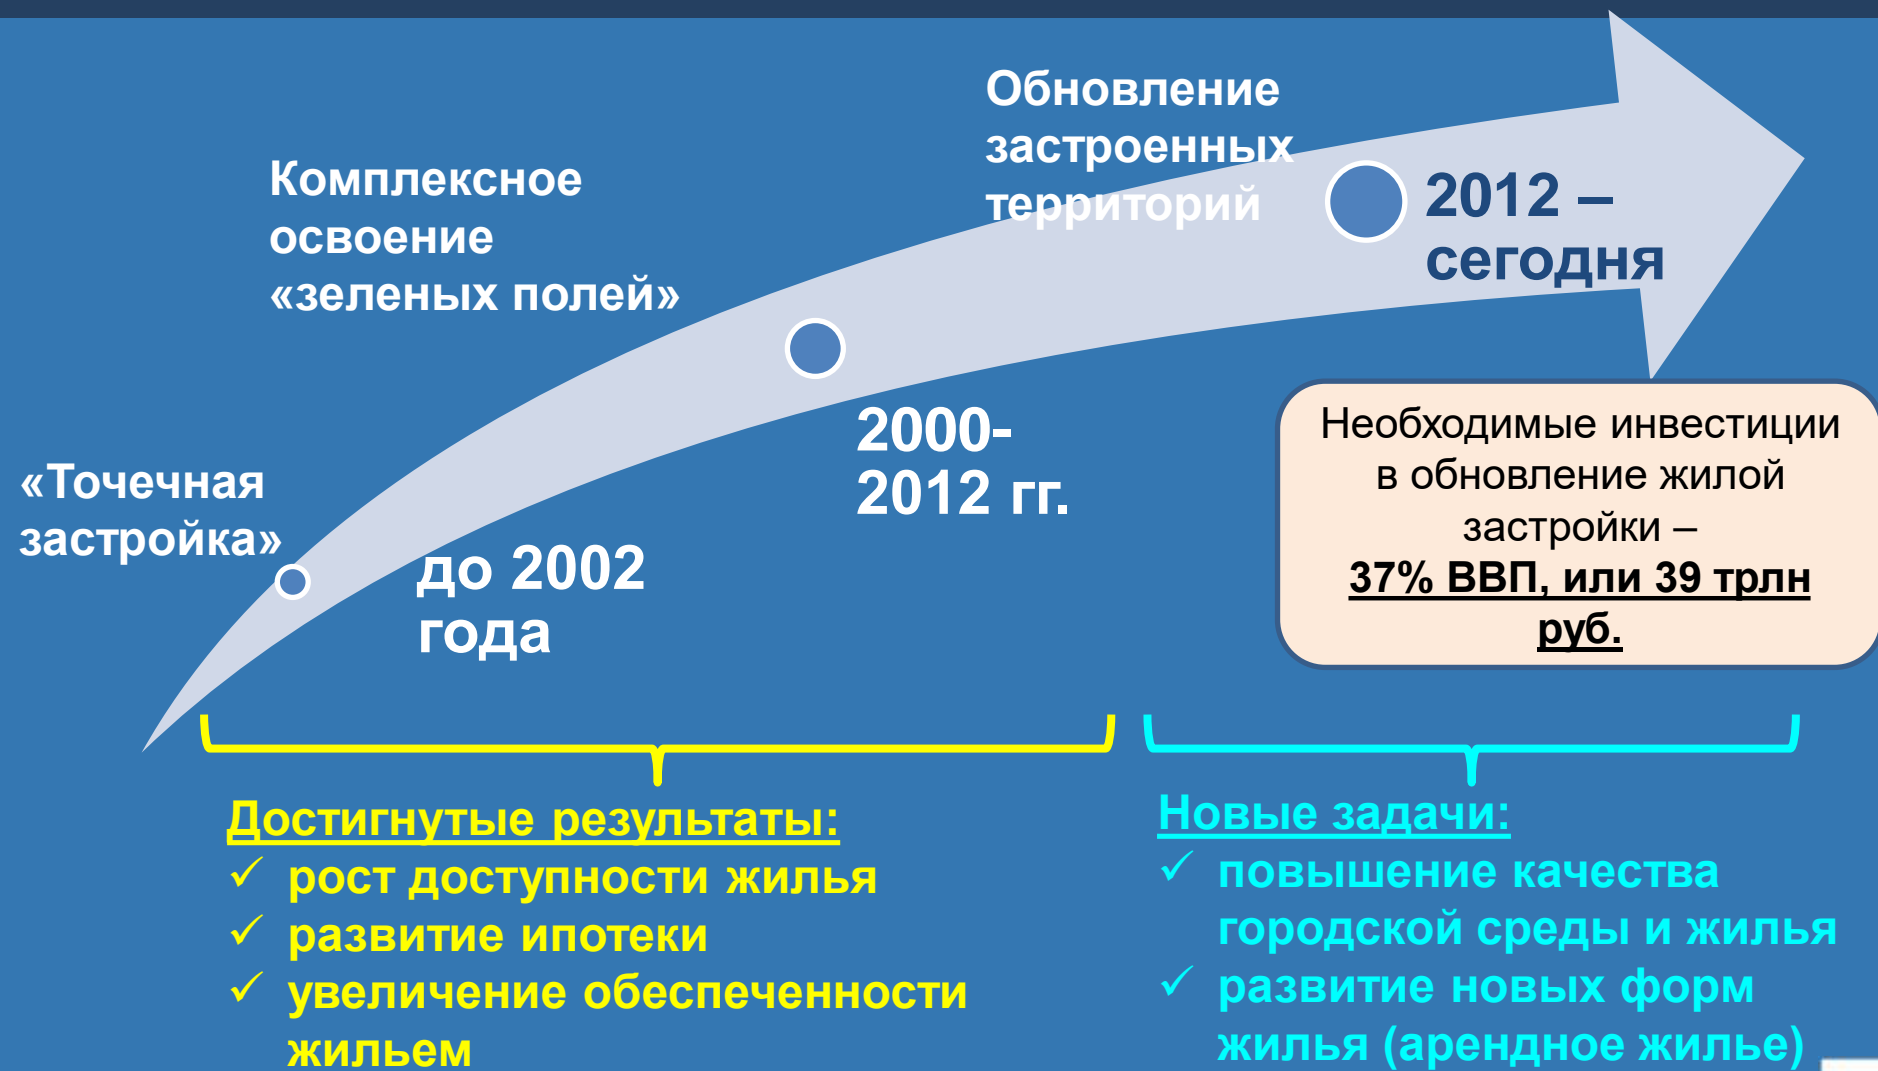 Обновление
застроенных
территорий
2012 –
сегодня
Комплексное
освоение
«зеленых полей»
2000-
2012 гг.
«Точечная
застройка»
до 2002
года
Необходимые инвестиции
в обновление жилой
застройки –
37% ВВП, или 39 трлн
руб.
Достигнутые результаты:
✓ рост доступности жилья
✓ развитие ипотеки
✓ увеличение обеспеченности
жильем
Новые задачи:
✓ повышение качества
городской среды и жилья
✓ развитие новых форм
жилья (арендное жилье)